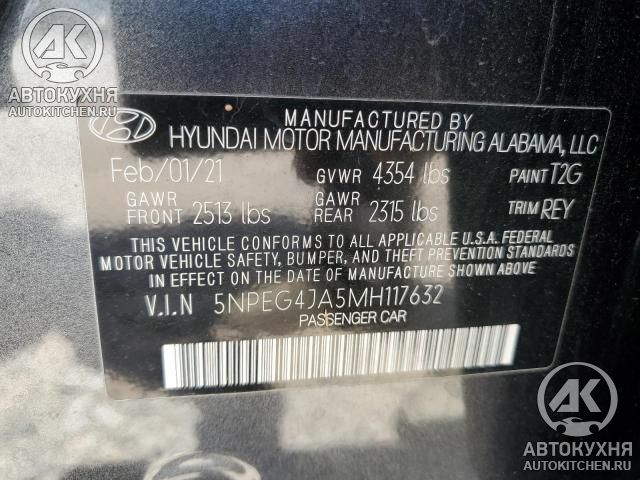 AK
АВТОКУХНЯ
AUTOKITCHEN.RU
MANUFACTURED BY
HYUNDAI MOTOR MANUFACTURING ALABAMA, LLC
Feb/01/21 GVWR 4354 lbs PAINT T2G
GAWR FRONT 2513 lbs GAWR REAR 2315 lbs TRIM REY
THIS VEHICLE CONFORMS TO ALL APPLICABLE U.S.A. FEDERAL
MOTOR VEHICLE SAFETY, BUMPER, AND THEFT PREVENTION STANDARDS
IN EFFECT ON THE DATE OF MANUFACTURE SHOWN ABOVE.
V.I.N 5NPEG4JA5MH117632
PASSENGER CAR
AK
АВТОКУХНЯ
AUTOKITCHEN.RU